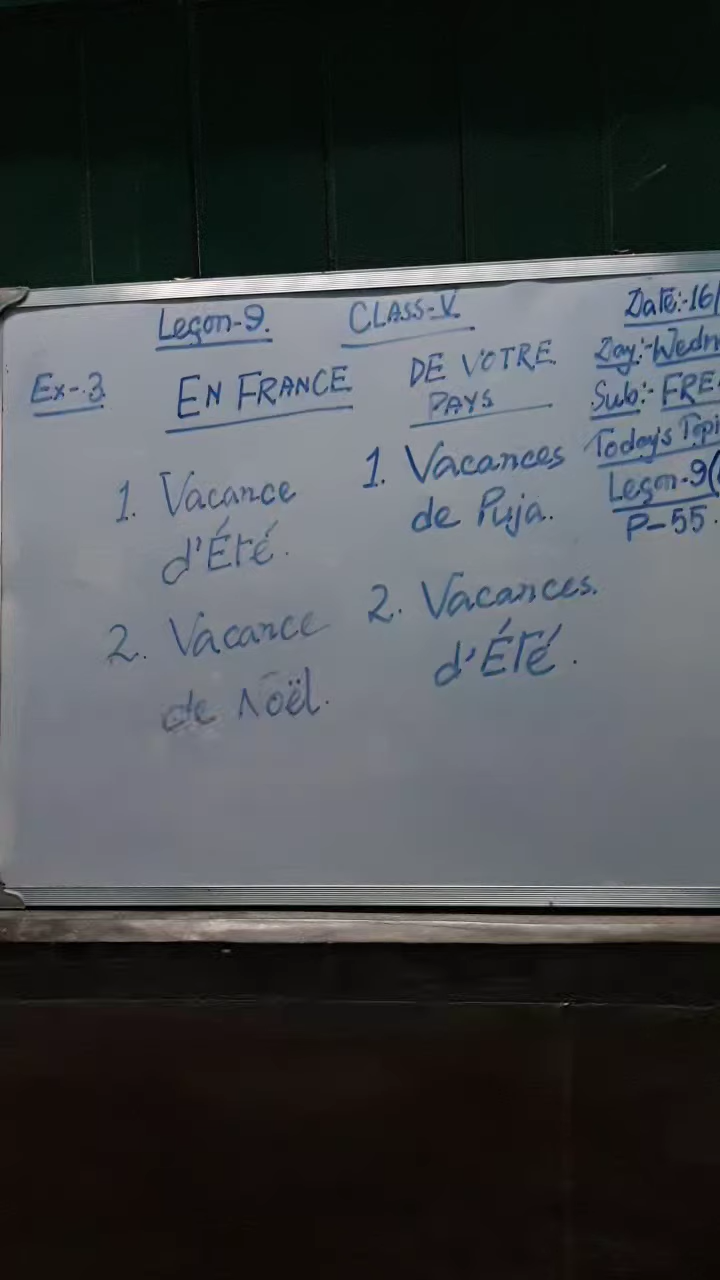 Leçon-9.
CLASS-V.
Date:-16/
Day:-Wedn
Sub:- FRE
Today's Topi
Leçon-9(
P-55.
Ex-3
EN FRANCE
1. Vacance
d'Été.
2. Vacance
de Noël.
DE VOTRE
PAYS
1. Vacances
de Puja.
2. Vacances.
d'Été.